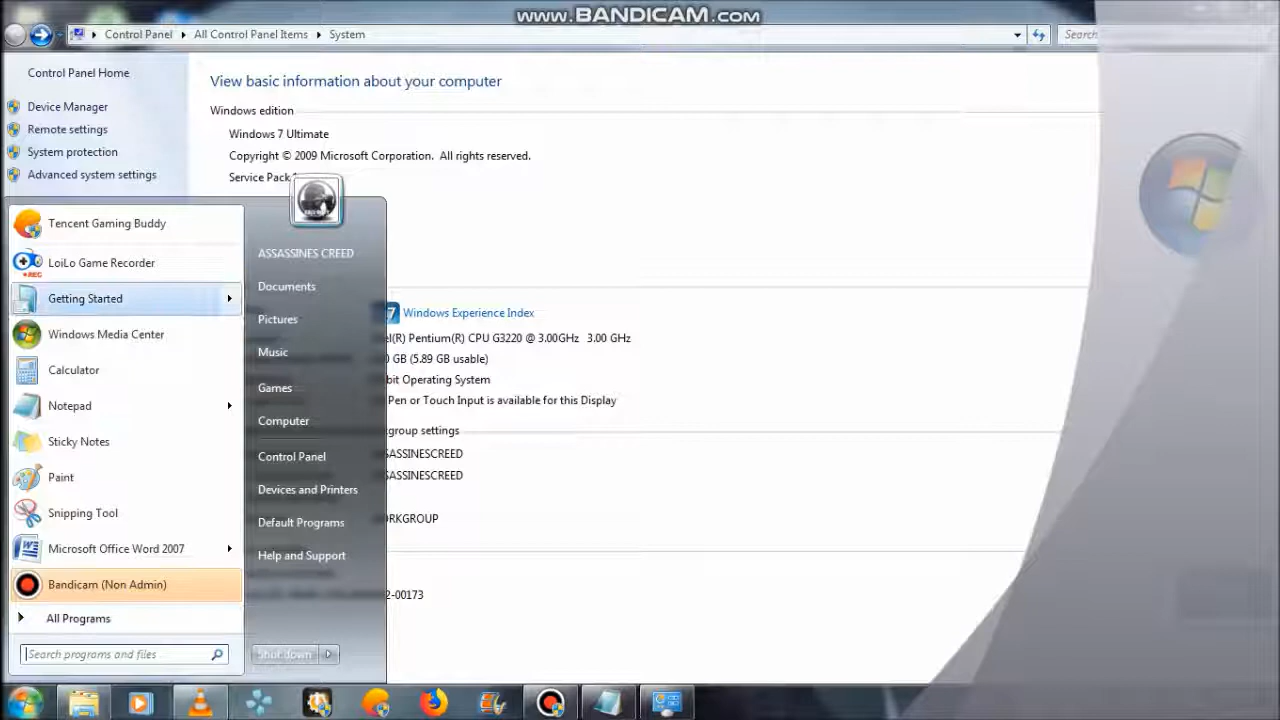 www.BANDICAM.com
Control Panel
All Control Panel Items
System
Search
Control Panel Home
Device Manager
Remote settings
System protection
Advanced system settings
View basic information about your computer
Windows edition
Windows 7 Ultimate
Copyright © 2009 Microsoft Corporation. All rights reserved.
Service Pack
Tencent Gaming Buddy
LoiLo Game Recorder
Getting Started
Windows Media Center
Calculator
Notepad
Sticky Notes
Paint
Snipping Tool
Microsoft Office Word 2007
Bandicam (Non Admin)
All Programs
Search programs and files
ASSASSINES CREED
Documents
Pictures
Music
Games
Computer
Control Panel
Devices and Printers
Default Programs
Help and Support
Shut down
Windows Experience Index
el(R) Pentium(R) CPU G3220 @ 3.00GHz 3.00 GHz
0 GB (5.89 GB usable)
bit Operating System
Pen or Touch Input is available for this Display
kgroup settings
SASSINESCREED
SASSINESCREED
RKGROUP
2-00173